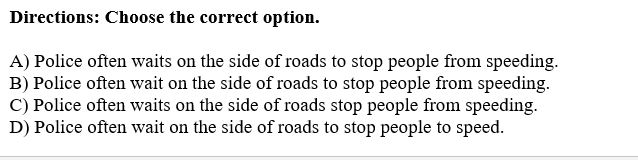 Directions: Choose the correct option.
A) Police often waits on the side of roads to stop people from speeding.
B) Police often wait on the side of roads to stop people from speeding.
C) Police often waits on the side of roads stop people from speeding.
D) Police often wait on the side of roads to stop people to speed.